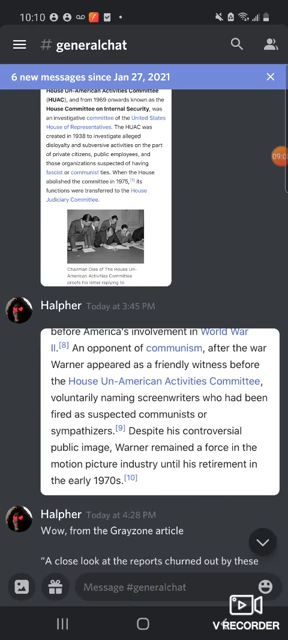 10:10
# generalchat
6 new messages since Jan 27, 2021
House Un-American Activities Committee
(HUAC), and from 1969 onwards known as the
House Committee on Internal Security, was
an investigative committee of the United States
House of Representatives. The HUAC was
created in 1938 to investigate alleged
disloyalty and subversive activities on the part
of private citizens, public employees, and
those organizations suspected of having
fascist or communist ties. When the House
abolished the committee in 1975, its
functions were transferred to the House
Judiciary Committee.
Chairman Dies of The House Un-
American Activities Committee
proofs his letter replying to
Halpher Today at 3:45 PM
before America's involvement in World War
II.[8] An opponent of communism, after the war
Warner appeared as a friendly witness before
the House Un-American Activities Committee,
voluntarily naming screenwriters who had been
fired as suspected communists or
sympathizers.[9] Despite his controversial
public image, Warner remained a force in the
motion picture industry until his retirement in
the early 1970s.[10]
Halpher Today at 4:28 PM
Wow, from the Grayzone article
"A close look at the reports churned out by these
Message #generalchat
V RECORDER